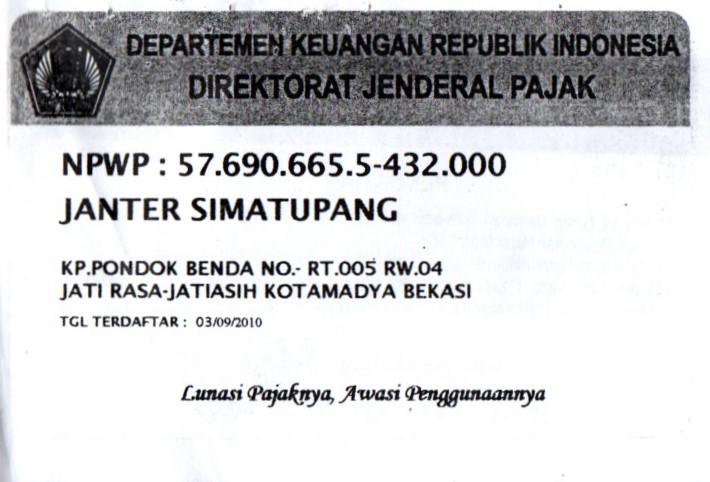 DEPARTEMEN KEUANGAN REPUBLIK INDONESIA
DIREKTORAT JENDERAL PAJAK
NPWP : 57.690.665.5-432.000
JANTER SIMATUPANG
KP.PONDOK BENDA NO.- RT.005 RW.04
JATI RASA-JATIASIH KOTAMADYA BEKASI
TGL TERDAFTAR : 03/09/2010
Lunasi Pajaknya, Awasi Penggunaannya